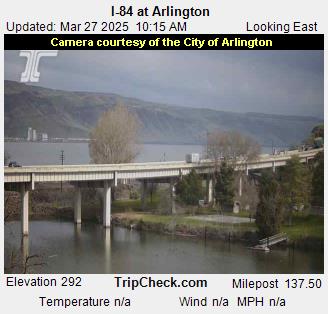 I-84 at Arlington
Updated: Mar 27 2025 10:15 AM Looking East
Camera courtesy of the City of Arlington
Elevation 292 TripCheck.com Milepost 137.50
Temperature n/a Wind n/a MPH n/a